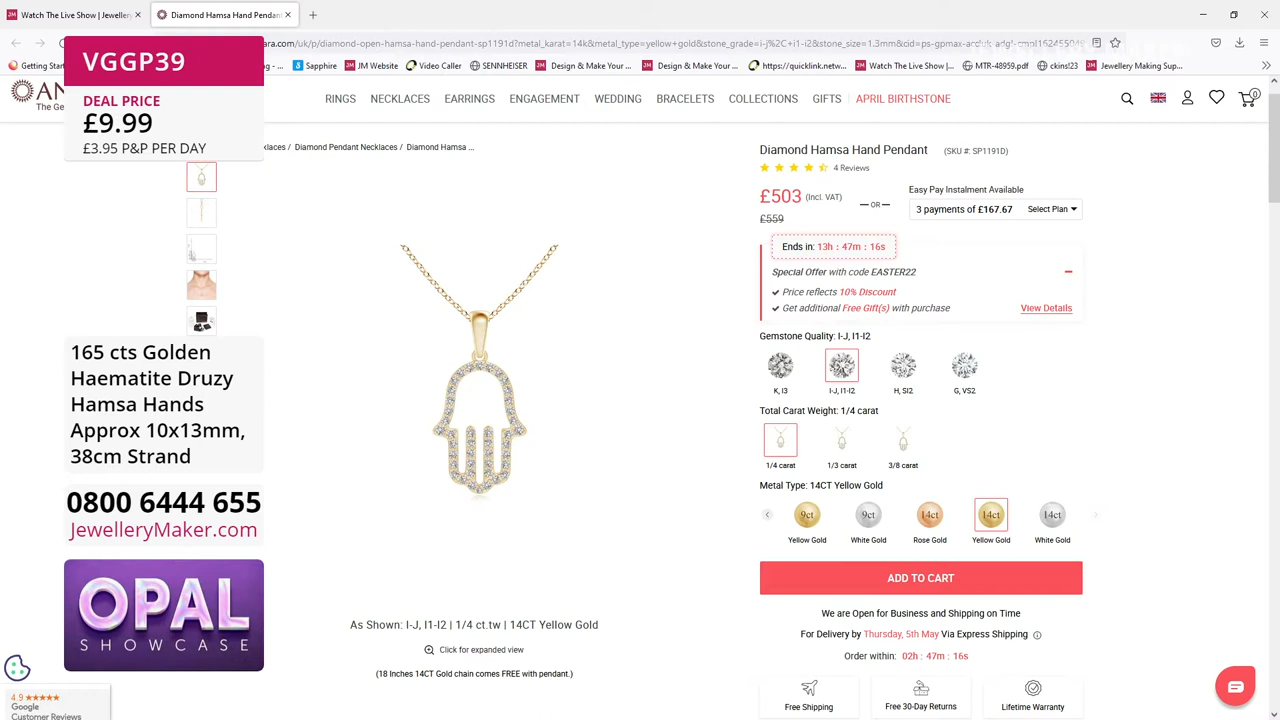 Watch The Live Show | Jewellery
Diamond Hamsa Hand Pendant
Getting Star
Sapphire
JM Website
Video Caller
SENNHEISER
Design & Make Your ...
Design & Make Your ...
https://quicklink.netw...
Watch The Live Show |...
MTR-48959.pdf
ckins!23
Jewellery Making Sup...
VGGP39
DEAL PRICE
£9.99
£3.95 P&P PER DAY
The Ge
RINGS
NECKLACES
EARRINGS
ENGAGEMENT
WEDDING
BRACELETS
COLLECTIONS
GIFTS
APRIL BIRTHSTONE
0
klaces / Diamond Pendant Necklaces / Diamond Hamsa ...
Diamond Hamsa Hand Pendant (SKU #: SP1191D)
4 Reviews
£503 (Incl. VAT)
£559
OR
Easy Pay Instalment Available
3 payments of £167.67 Select Plan
Ends in: 13h : 47m : 16s
Special Offer with code EASTER22
Price reflects 10% Discount
Get additional Free Gift(s) with purchase
View Details
Gemstone Quality: I-J, I1-I2
K, I3
I-J, I1-I2
H, SI2
G, VS2
Total Carat Weight: 1/4 carat
1/4 carat
1/3 carat
3/8 carat
Metal Type: 14CT Yellow Gold
9ct
9ct
14ct
14ct
14ct
Yellow Gold
White Gold
Rose Gold
Yellow Gold
White Gold
ADD TO CART
We are Open for Business and Shipping on Time
For Delivery by Thursday, 5th May Via Express Shipping
Order within: 02h : 47m : 16s
Free Shipping
Free 30-Day Returns
Lifetime Warranty
165 cts Golden
Haematite Druzy
Hamsa Hands
Approx 10x13mm,
38cm Strand
0800 6444 655
JewelleryMaker.com
OPAL
SHOWCASE
As Shown: I-J, I1-I2 | 1/4 ct.tw | 14CT Yellow Gold
Click for expanded view
(18 Inches 14CT Gold chain comes FREE with pendant.)
4.9
Google
Customer Reviews